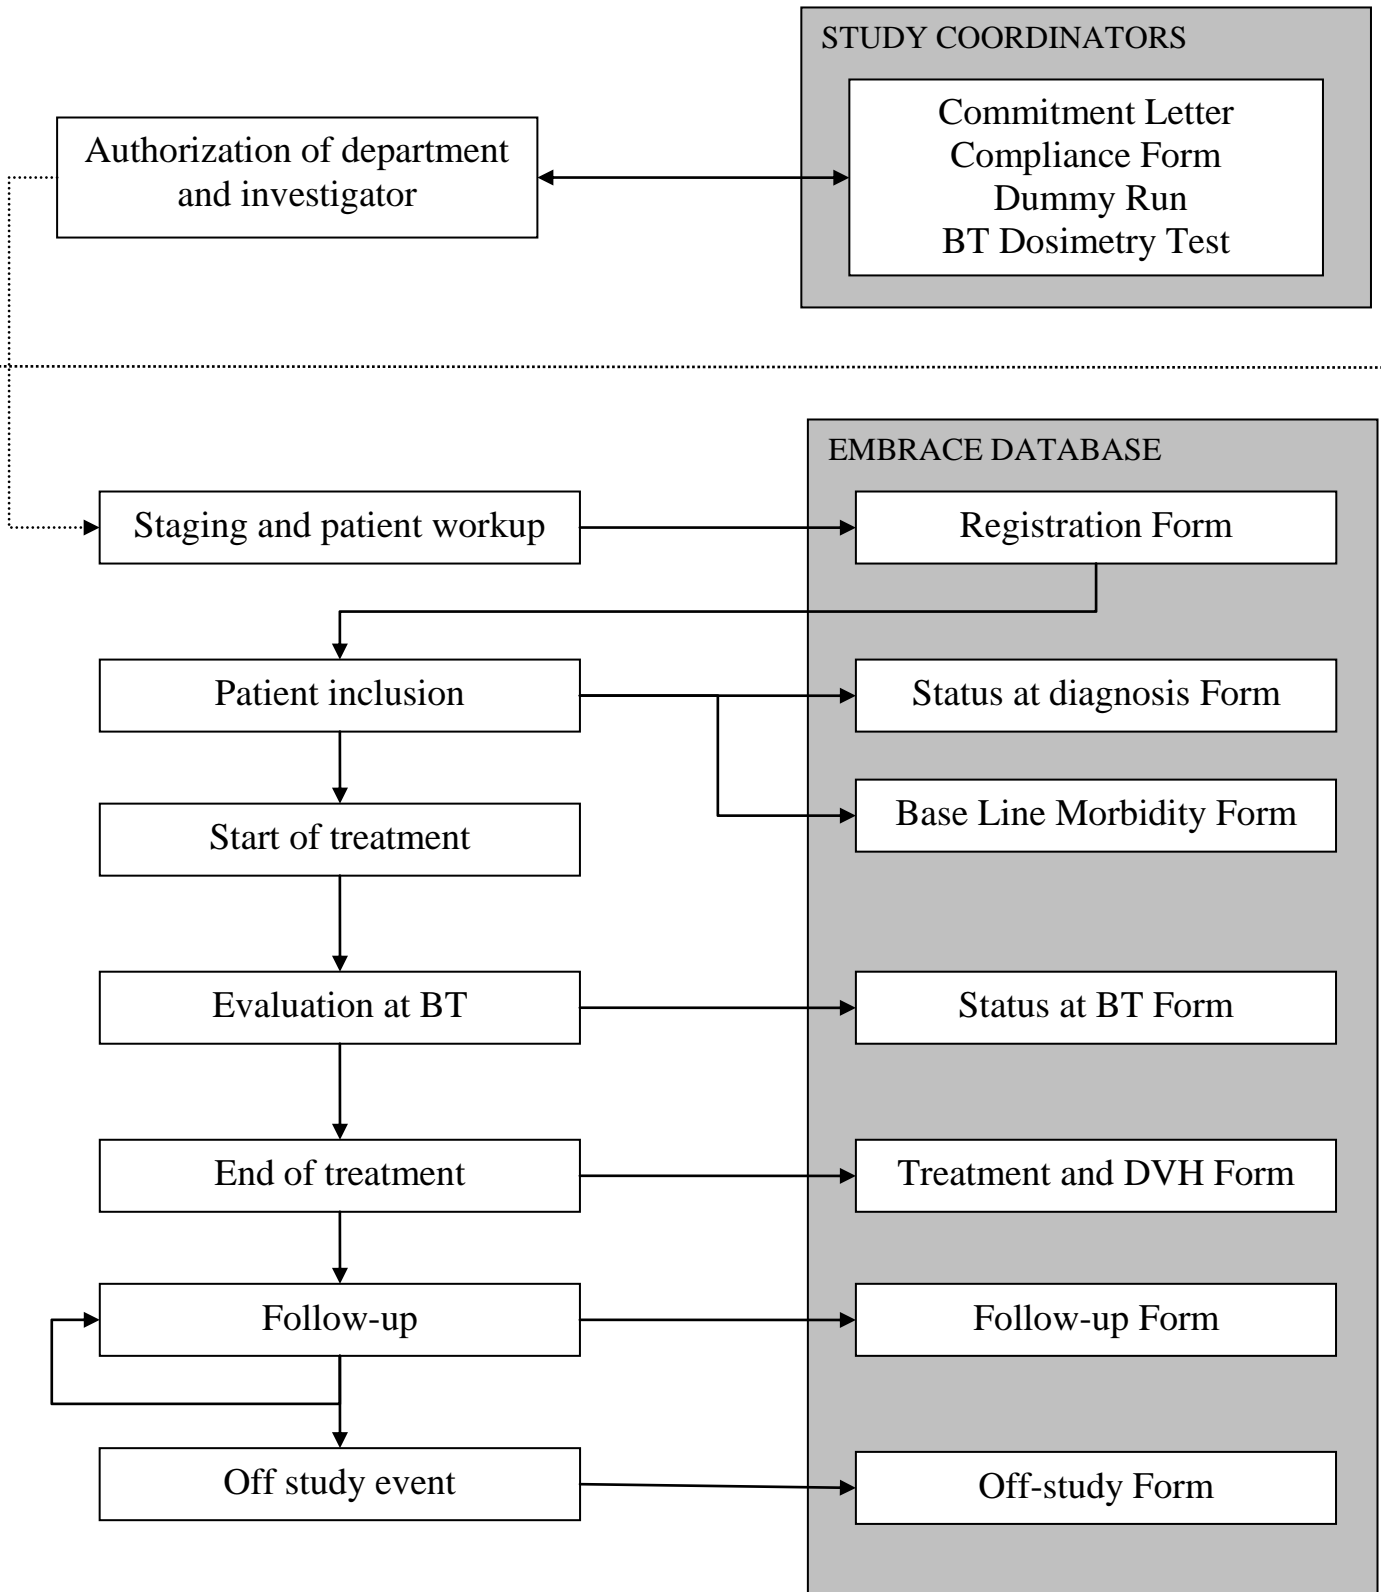 STUDY COORDINATORS
Authorization of department
and investigator
Commitment Letter
Compliance Form
Dummy Run
BT Dosimetry Test
EMBRACE DATABASE
Staging and patient workup
Registration Form
Patient inclusion
Status at diagnosis Form
Start of treatment
Base Line Morbidity Form
Evaluation at BT
Status at BT Form
End of treatment
Treatment and DVH Form
Follow-up
Follow-up Form
Off study event
Off-study Form